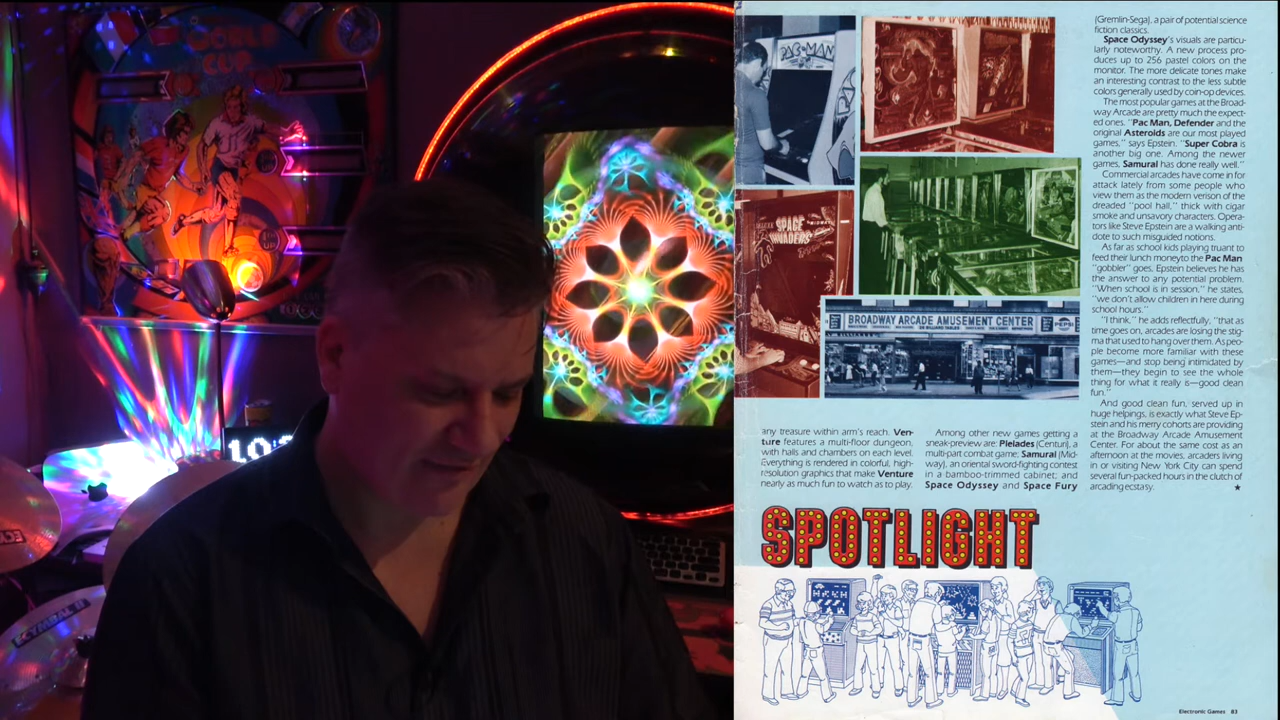 WORLD
CUP
ECY
ECYMBAL II
PAC-MAN
SPACE
INVADERS
BROADWAY ARCADE AMUSEMENT CENTER
PEPSI
any treasure within arm's reach. Ven-
ture features a multi-floor dungeon,
with halls and chambers on each level.
Everything is rendered in colorful, high-
resolution graphics that make Venture
nearly as much fun to watch as to play.
Among other new games getting a
sneak-preview are: Pleiades (Centuri), a
multi-part combat game; Samurai (Mid-
way), an oriental sword-fighting contest
in a bamboo-trimmed cabinet; and
Space Odyssey and Space Fury
(Gremlin-Sega), a pair of potential science
fiction classics.
Space Odyssey's visuals are particu-
larly noteworthy. A new process pro-
duces up to 256 pastel colors on the
monitor. The more delicate tones make
an interesting contrast to the less subtle
colors generally used by coin-op devices.
The most popular games at the Broad-
way Arcade are pretty much the expect-
ed ones. "Pac Man, Defender and the
original Asteroids are our most played
games," says Epstein. "Super Cobra is
another big one. Among the newer
games, Samurai has done really well."
Commercial arcades have come in for
attack lately from some people who
view them as the modern verison of the
dreaded "pool hall," thick with cigar
smoke and unsavory characters. Opera-
tors like Steve Epstein are a walking anti-
dote to such misguided notions.
As far as school kids playing truant to
feed their lunch moneyto the Pac Man
"gobbler" goes, Epstein believes he has
the answer to any potential problem.
"When school is in session," he states,
"we don't allow children in here during
school hours."
"I think," he adds reflectfully, "that as
time goes on, arcades are losing the stig-
ma that used to hang over them. As peo-
ple become more familiar with these
games—and stop being intimidated by
them—they begin to see the whole
thing for what it really is—good clean
fun."
And good clean fun, served up in
huge helpings, is exactly what Steve Ep-
stein and his merry cohorts are providing
at the Broadway Arcade Amusement
Center. For about the same cost as an
afternoon at the movies, arcaders living
in or visiting New York City can spend
several fun-packed hours in the clutch of
arcading ecstasy. ★
SPOTLIGHT
Electronic Games 83